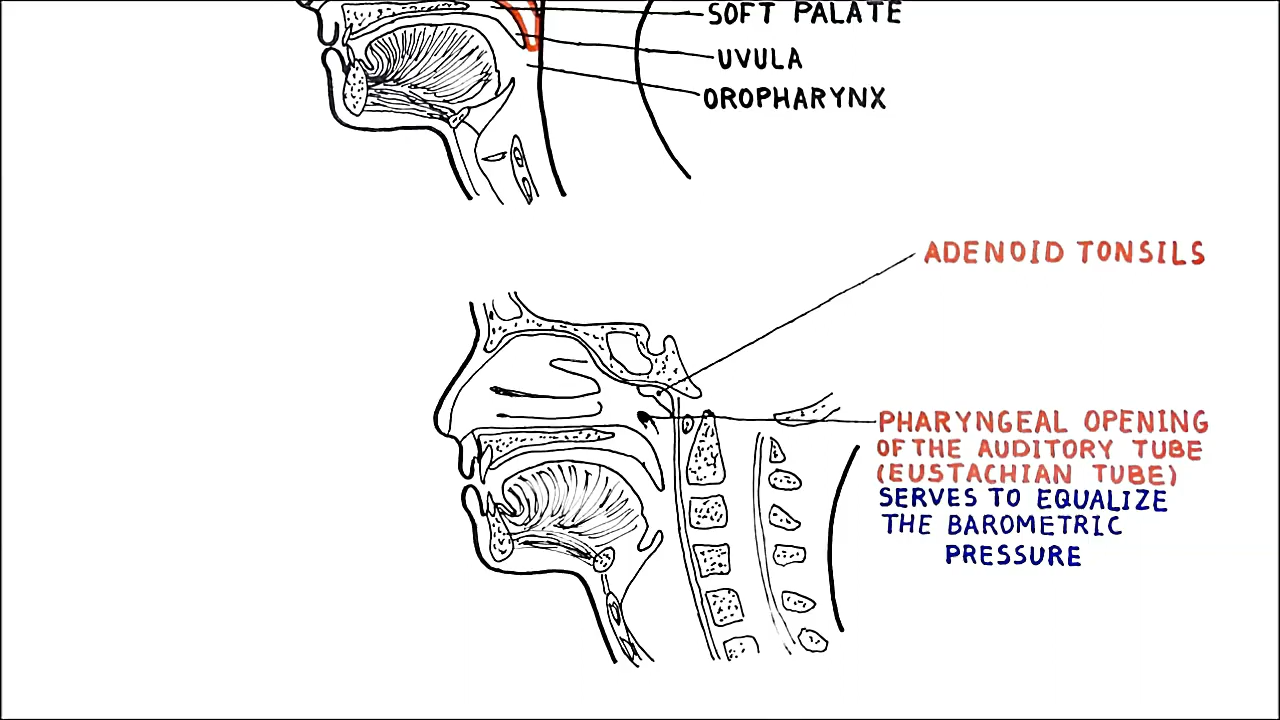 SOFT PALATE
UVULA
OROPHARYNX
ADENOID TONSILS
PHARYNGEAL OPENING
OF THE AUDITORY TUBE
(EUSTACHIAN TUBE)
SERVES TO EQUALIZE
THE BAROMETRIC
PRESSURE